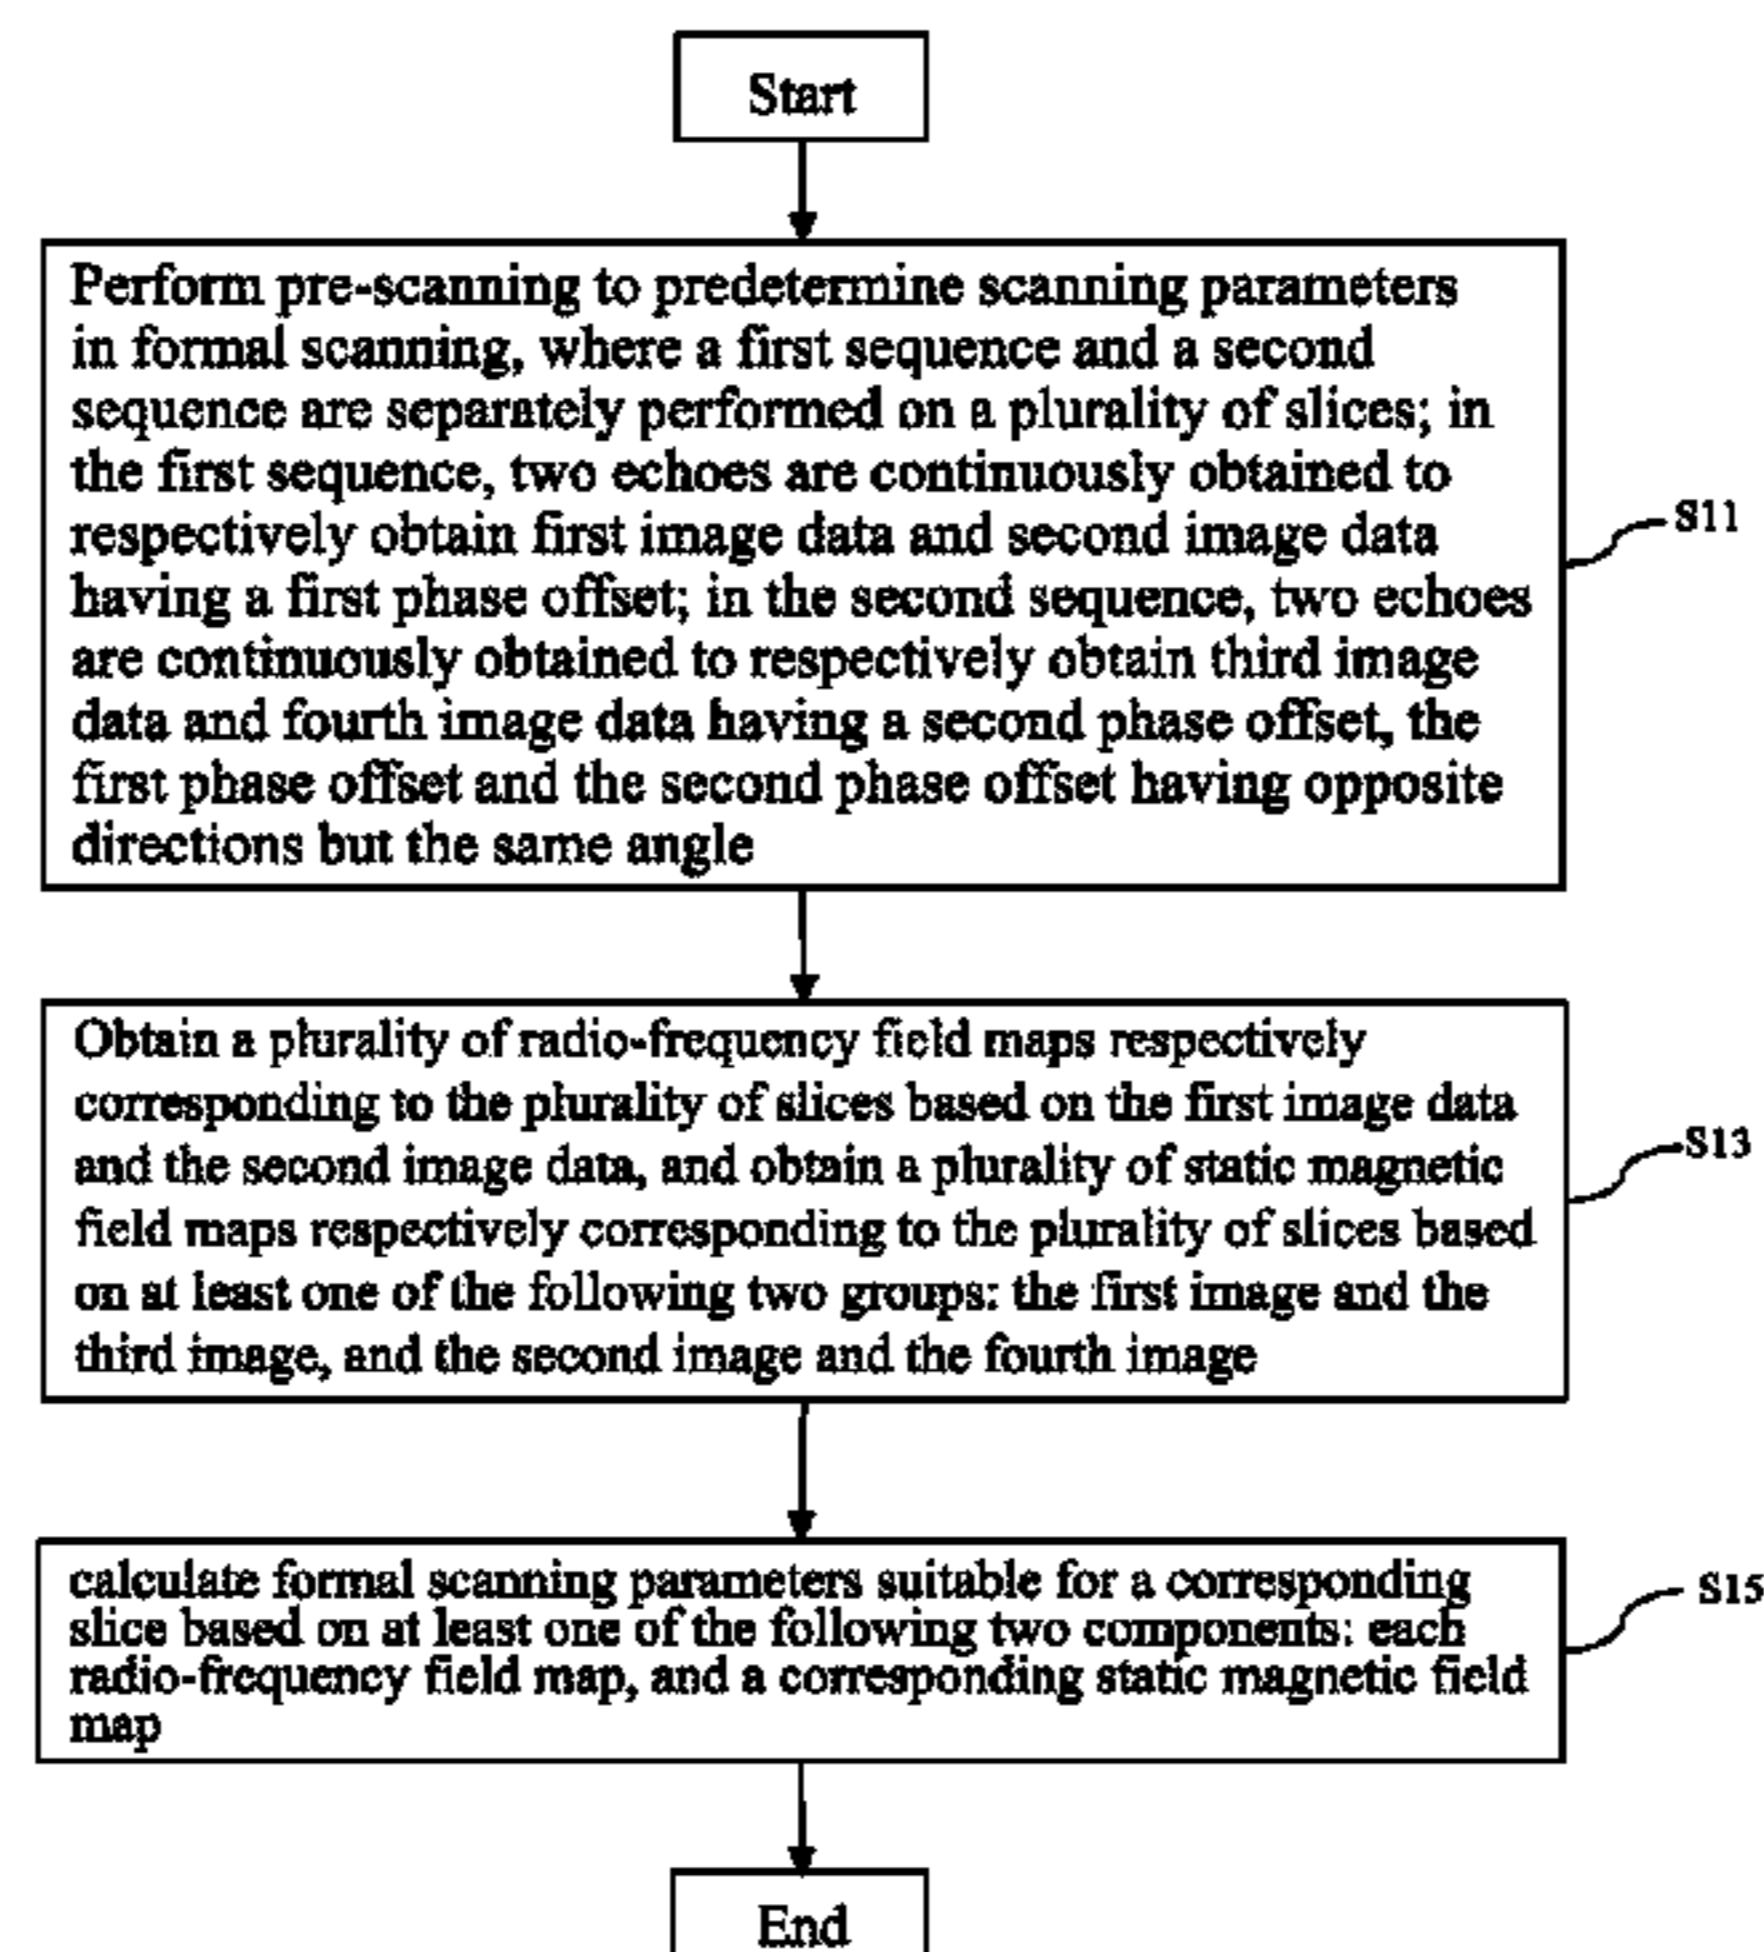 Start
Perform pre-scanning to predetermine scanning parameters
in formal scanning, where a first sequence and a second
sequence are separately performed on a plurality of slices; in
the first sequence, two echoes are continuously obtained to
respectively obtain first image data and second image data
having a first phase offset; in the second sequence, two echoes
are continuously obtained to respectively obtain third image
data and fourth image data having a second phase offset, the
first phase offset and the second phase offset having opposite
directions but the same angle
S11
Obtain a plurality of radio-frequency field maps respectively
corresponding to the plurality of slices based on the first image data
and the second image data, and obtain a plurality of static magnetic
field maps respectively corresponding to the plurality of slices based
on at least one of the following two groups: the first image and the
third image, and the second image and the fourth image
S13
calculate formal scanning parameters suitable for a corresponding
slice based on at least one of the following two components: each
radio-frequency field map, and a corresponding static magnetic field
map
S15
End